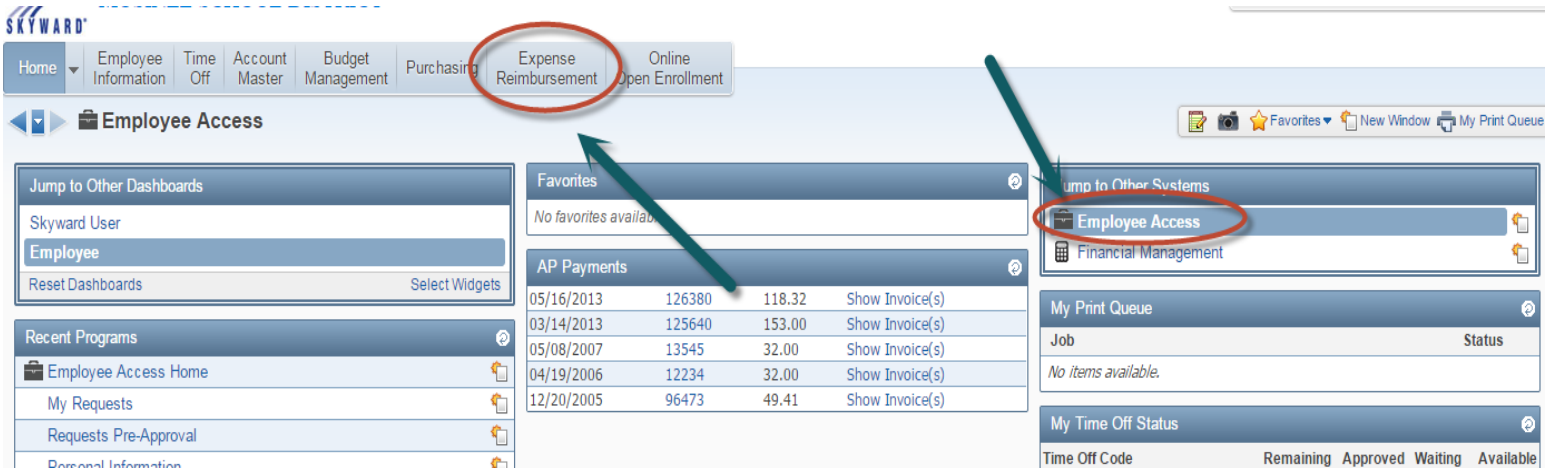 SKYWARD
Home
Employee Information
Time Off
Account Master
Budget Management
Purchasing
Expense Reimbursement
Online Open Enrollment
Employee Access
Favorites
New Window
My Print Queue
Jump to Other Dashboards
Skyward User
Employee
Reset Dashboards Select Widgets
Recent Programs
Employee Access Home
My Requests
Requests Pre-Approval
Personal Information
Favorites
No favorites
AP Payments
05/16/2013 126380 118.32 Show Invoice(s)
03/14/2013 125640 153.00 Show Invoice(s)
05/08/2007 13545 32.00 Show Invoice(s)
04/19/2006 12234 32.00 Show Invoice(s)
12/20/2005 96473 49.41 Show Invoice(s)
Jump to Other Systems
Employee Access
Financial Management
My Print Queue
Job Status
No items available.
My Time Off Status
Time Off Code Remaining Approved Waiting Available